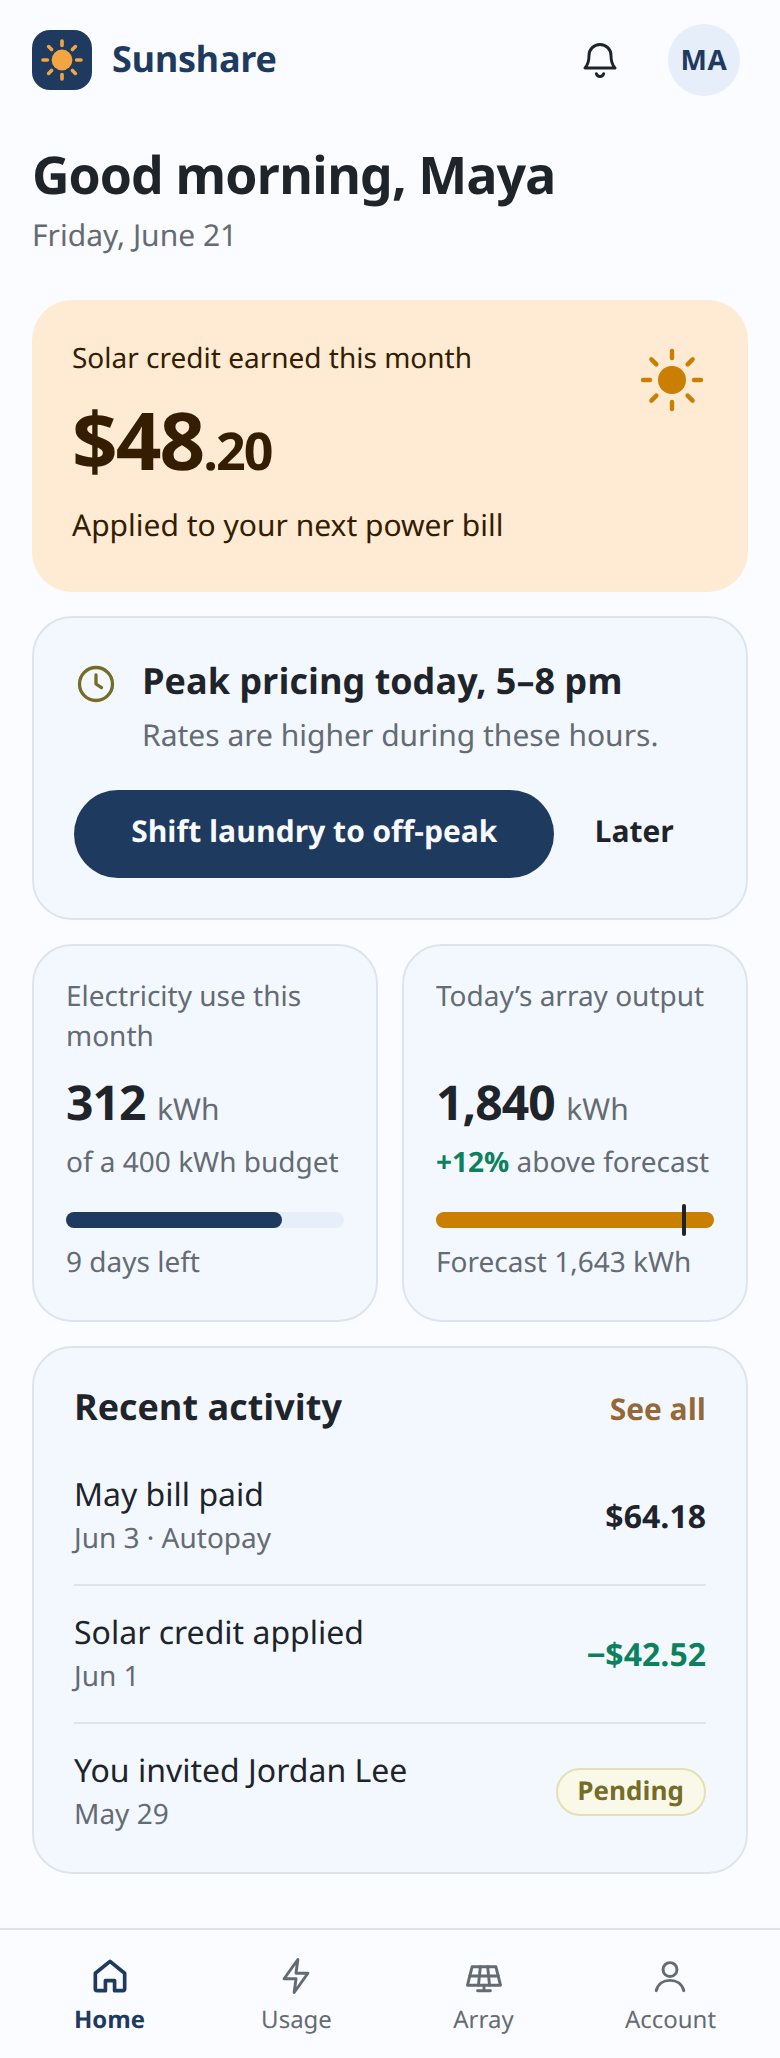 Sunshare
MA
Good morning, Maya
Friday, June 21
Solar credit earned this month
$48.20
Applied to your next power bill
Peak pricing today, 5–8 pm
Rates are higher during these hours.
Shift laundry to off-peak
Later
Electricity use this
month
312 kWh
of a 400 kWh budget
9 days left
Today’s array output
1,840 kWh
+12% above forecast
Forecast 1,643 kWh
Recent activity
See all
May bill paid
Jun 3 · Autopay
$64.18
Solar credit applied
Jun 1
−$42.52
You invited Jordan Lee
May 29
Pending
Home
Usage
Array
Account